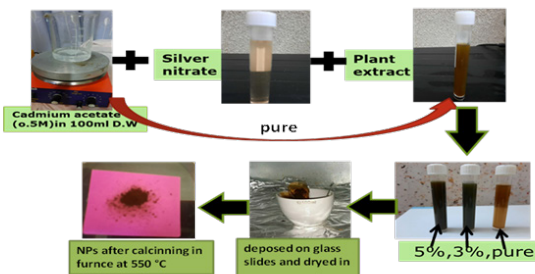 Silver
nitrate
Plant
extract
Cadmium acetate
(o.5M)in 100ml D.W
pure
5%,3%,pure
NPs after calcinning in
furnce at 550 °C
deposed on glass
slides and dryed in